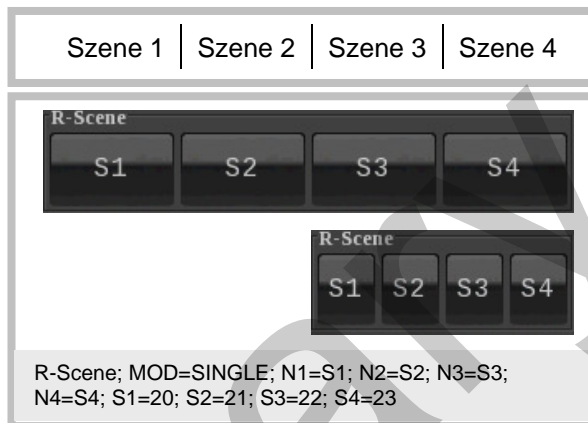 Szene 1 Szene 2 Szene 3 Szene 4
R-Scene
S1 S2 S3 S4
R-Scene
S1 S2 S3 S4
R-Scene; MOD=SINGLE; N1=S1; N2=S2; N3=S3;
N4=S4; S1=20; S2=21; S3=22; S4=23